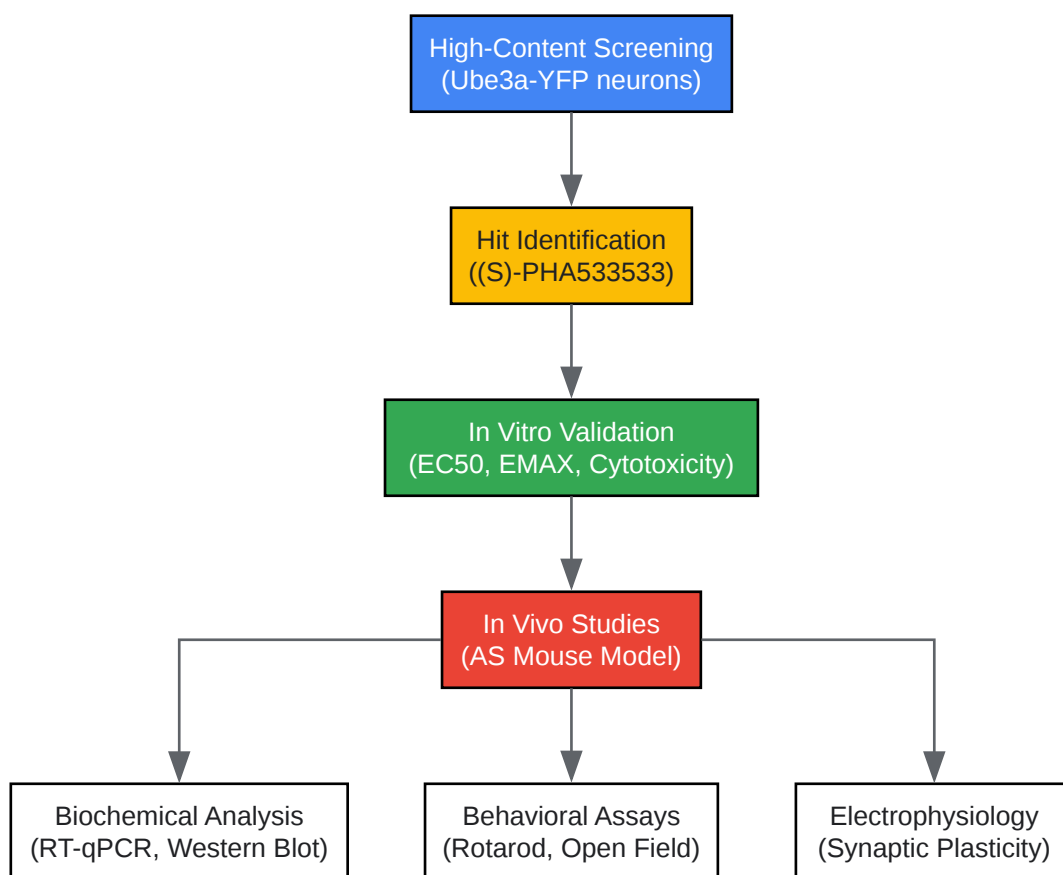 High-Content Screening
(Ube3a-YFP neurons)
Hit Identification
((S)-PHA533533)
In Vitro Validation
(EC50, EMAX, Cytotoxicity)
In Vivo Studies
(AS Mouse Model)
Biochemical Analysis
(RT-qPCR, Western Blot)
Behavioral Assays
(Rotarod, Open Field)
Electrophysiology
(Synaptic Plasticity)